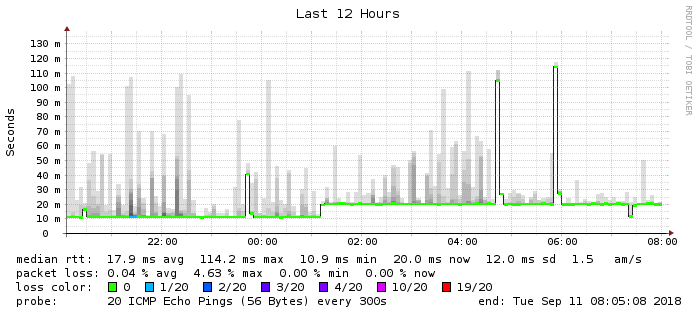 Last 12 Hours
RRDTOOL / TOBI OETIKER
Seconds
130 m
120 m
110 m
100 m
90 m
80 m
70 m
60 m
50 m
40 m
30 m
20 m
10 m
0
22:00 00:00 02:00 04:00 06:00 08:00
median rtt: 17.9 ms avg 114.2 ms max 10.9 ms min 20.0 ms now 12.0 ms sd 1.5 am/s
packet loss: 0.04 % avg 4.63 % max 0.00 % min 0.00 % now
loss color: 0 1/20 2/20 3/20 4/20 10/20 19/20
probe: 20 ICMP Echo Pings (56 Bytes) every 300s end: Tue Sep 11 08:05:08 2018